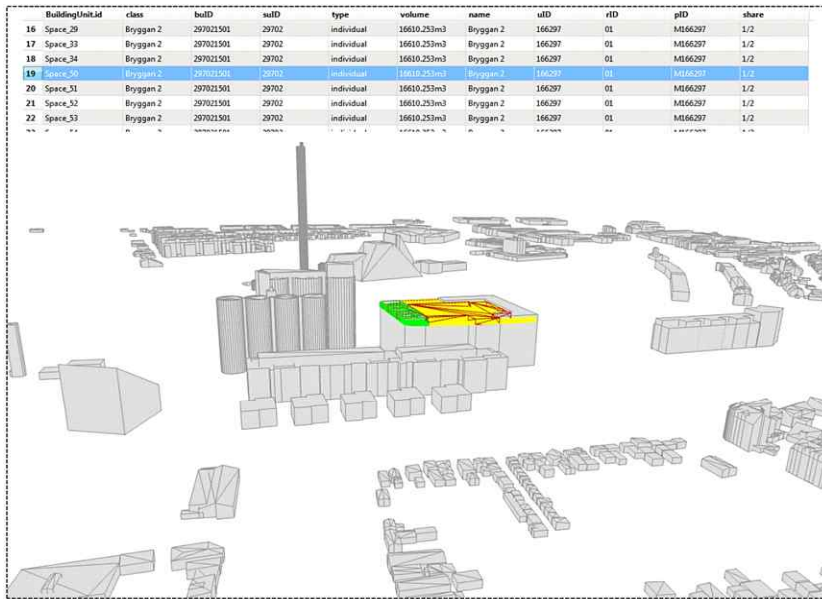 BuildingUnit.id class buID suID type volume name uID rID pID share
16 Space_29 Bryggan 2 297021501 29702 individual 16610.253m3 Bryggan 2 166297 01 M166297 1/2
17 Space_33 Bryggan 2 297021501 29702 individual 16610.253m3 Bryggan 2 166297 01 M166297 1/2
18 Space_34 Bryggan 2 297021501 29702 individual 16610.253m3 Bryggan 2 166297 01 M166297 1/2
19 Space_50 Bryggan 2 297021501 29702 individual 16610.253m3 Bryggan 2 166297 01 M166297 1/2
20 Space_51 Bryggan 2 297021501 29702 individual 16610.253m3 Bryggan 2 166297 01 M166297 1/2
21 Space_52 Bryggan 2 297021501 29702 individual 16610.253m3 Bryggan 2 166297 01 M166297 1/2
22 Space_53 Bryggan 2 297021501 29702 individual 16610.253m3 Bryggan 2 166297 01 M166297 1/2